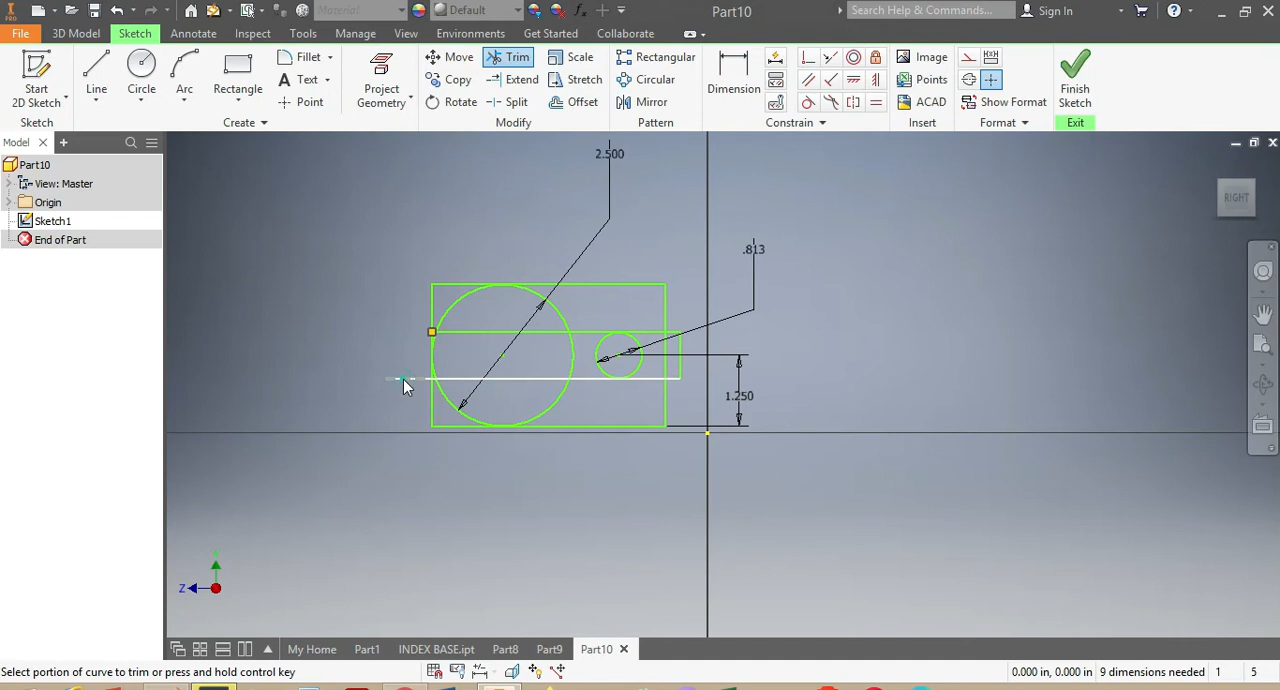 PRO
Material
Default
Part10
Search Help & Commands...
Sign In
File
3D Model
Sketch
Annotate
Inspect
Tools
Manage
View
Environments
Get Started
Collaborate
Start
2D Sketch
Line
Circle
Arc
Rectangle
Fillet
Text
Point
Project
Geometry
Move
Copy
Rotate
Trim
Extend
Split
Scale
Stretch
Offset
Rectangular
Circular
Mirror
Dimension
Image
Points
ACAD
Show Format
Finish
Sketch
Sketch
Create
Modify
Pattern
Constrain
Insert
Format
Exit
Model
Part10
View: Master
Origin
Sketch1
End of Part
2.500
.813
1.250
RIGHT
Z
My Home
Part1
INDEX BASE.ipt
Part8
Part9
Part10
Select portion of curve to trim or press and hold control key
0.000 in, 0.000 in
9 dimensions needed
1
5